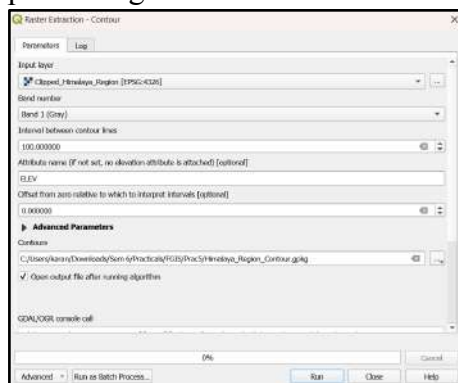 Raster Extraction - Contour
Parameters Log
Input layer
Clipped_Himalaya_Region [EPSG:4326]
Band number
Band 1 (Gray)
Interval between contour lines
100.000000
Attribute name (if not set, no elevation attribute is attached) [optional]
ELEV
Offset from zero relative to which to interpret intervals [optional]
0.000000
Advanced Parameters
Contours
C:/Users/karan/Downloads/Sem 6/Practicals/FGIS/Prac5/Himalaya_Region_Contour.gpkg
Open output file after running algorithm
GDAL/OGR console call
0%
Cancel
Advanced Run as Batch Process... Run Close Help